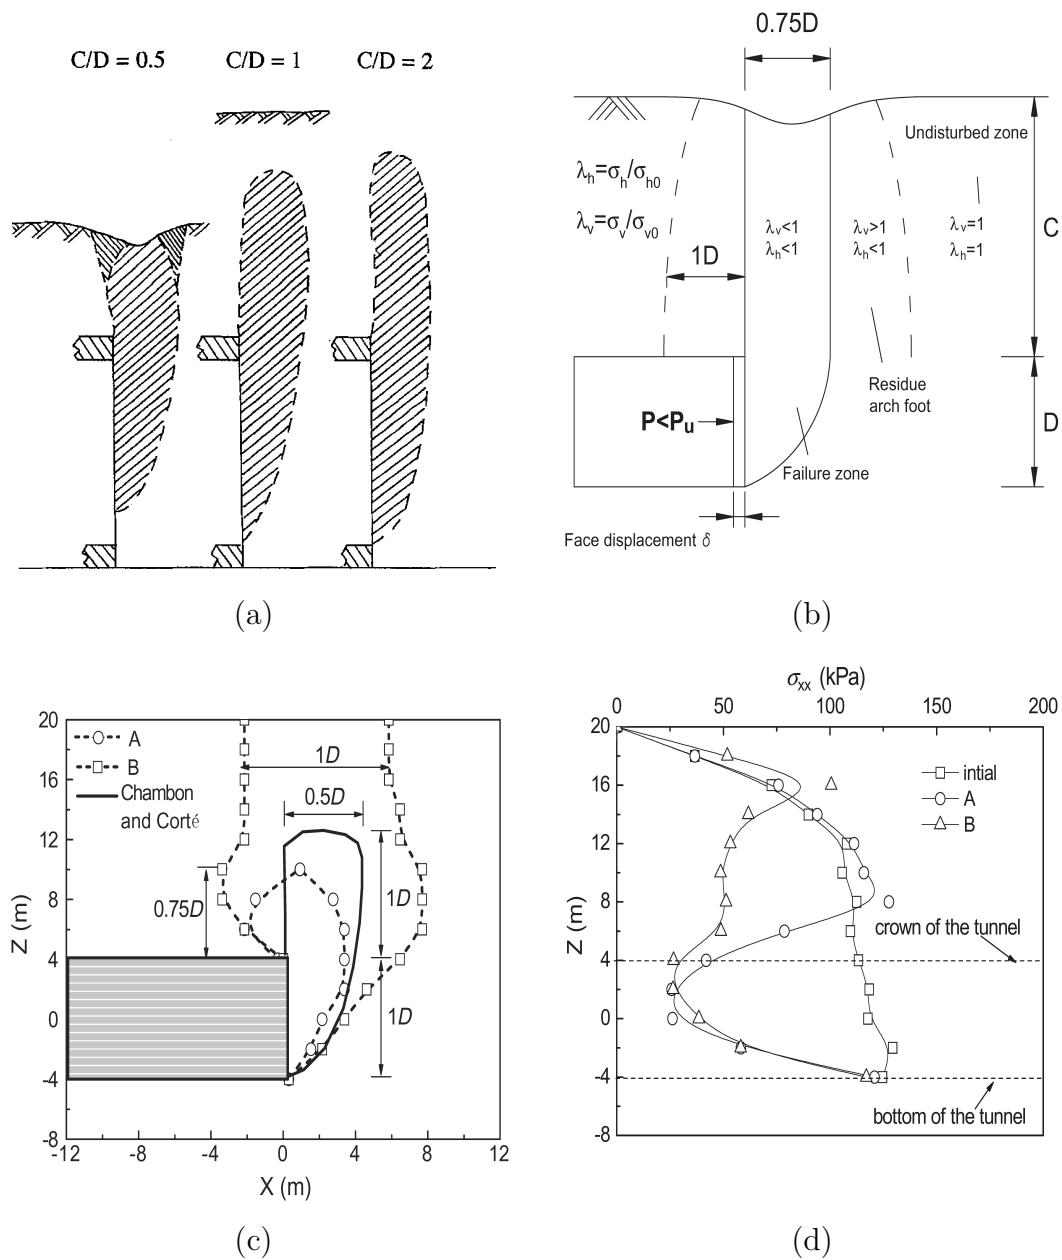 C/D = 0.5 C/D = 1 C/D = 2
(a)
0.75D
Undisturbed zone
λh=σh/σh0
λv=σv/σv0
1D
λv<1
λh<1
λv>1
λh<1
λv=1
λh=1
C
Residue
arch foot
P<Pu
D
Failure zone
Face displacement δ
(b)
20
16
12
8
4
0
-4
-8
-12 -8 -4 0 4 8 12
Z (m)
X (m)
A
B
Chambon
and Corté
1D
0.5D
0.75D
1D
1D
(c)
σxx (kPa)
0 50 100 150 200
20
16
12
8
4
0
-4
-8
Z (m)
intial
A
B
crown of the tunnel
bottom of the tunnel
(d)